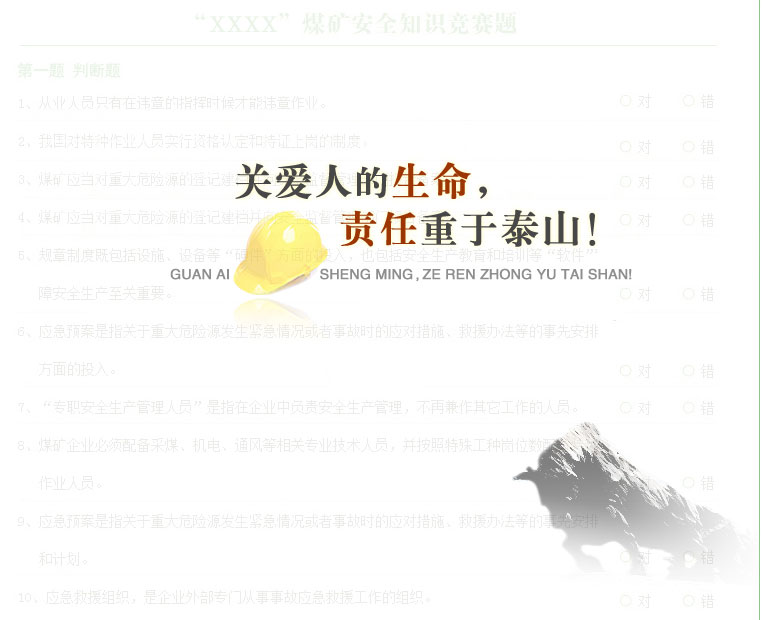 “XXXX”煤矿安全知识竞赛题
第一题 判断题
1、从业人员只有在违章的指挥时候才能违章作业。
对 错
2、我国对特种作业人员实行资格认定和持证上岗的制度。
对 错
3、煤矿应当对重大危险源的登记建档
对 错
关爱人的生命，
4、煤矿应当对重大危险源的登记建档
对 错
责任重于泰山！
5、规章制度既包括设施、设备等“硬件”方面的投入，也包括安全生产教育和培训等“软件”
GUAN AI SHENG MING , ZE REN ZHONG YU TAI SHAN!
障安全生产至关重要。
对 错
6、应急预案是指关于重大危险源发生紧急情况或者事故时的应对措施、救援办法等的事先安排
方面的投入。
对 错
7、“专职安全生产管理人员”是指在企业中负责安全生产管理，不再兼作其它工作的人员。
对 错
8、煤矿企业必须配备采煤、机电、通风等相关专业技术人员，并按照特殊工种岗位数
作业人员。
错
9、应急预案是指关于重大危险源发生紧急情况或者事故时的应对措施、救援办法等的事先安排
和计划。
对 错
10、应急救援组织，是企业外部专门从事事故应急救援工作的组织。
对 错